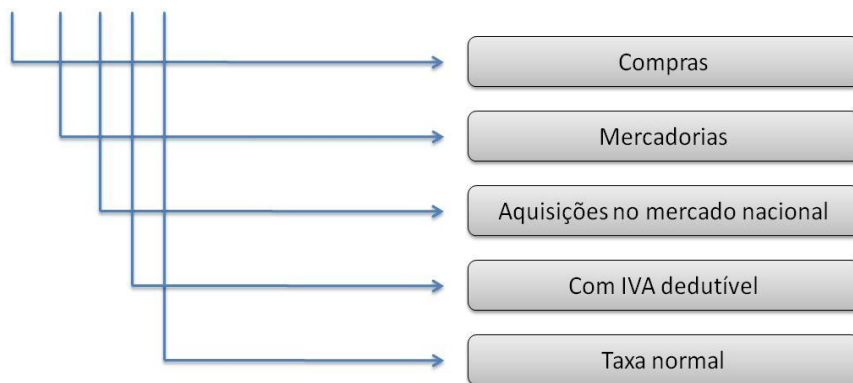 Compras
Mercadorias
Aquisições no mercado nacional
Com IVA dedutível
Taxa normal